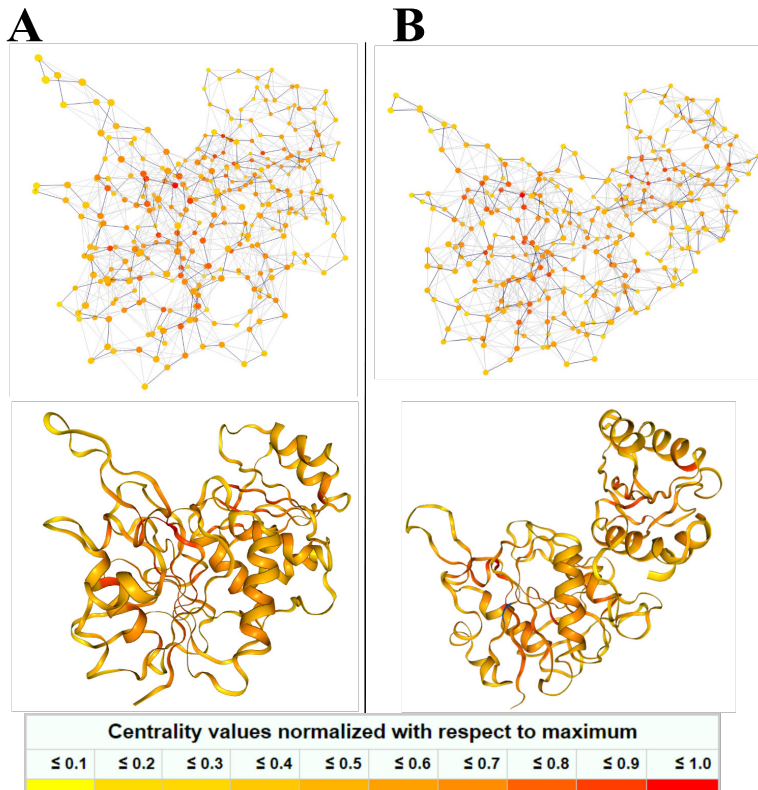 A B
Centrality values normalized with respect to maximum
≤ 0.1 ≤ 0.2 ≤ 0.3 ≤ 0.4 ≤ 0.5 ≤ 0.6 ≤ 0.7 ≤ 0.8 ≤ 0.9 ≤ 1.0